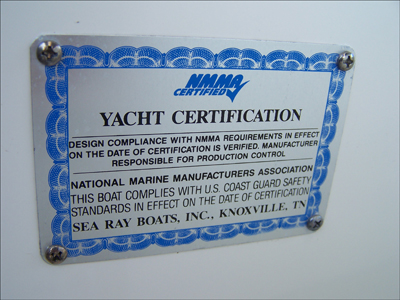 NMMA
CERTIFIED
YACHT CERTIFICATION
DESIGN COMPLIANCE WITH NMMA REQUIREMENTS IN EFFECT
ON THE DATE OF CERTIFICATION IS VERIFIED. MANUFACTURER
RESPONSIBLE FOR PRODUCTION CONTROL
NATIONAL MARINE MANUFACTURERS ASSOCIATION
THIS BOAT COMPLIES WITH U.S. COAST GUARD SAFETY
STANDARDS IN EFFECT ON THE DATE OF CERTIFICATION
SEA RAY BOATS, INC., KNOXVILLE, TN